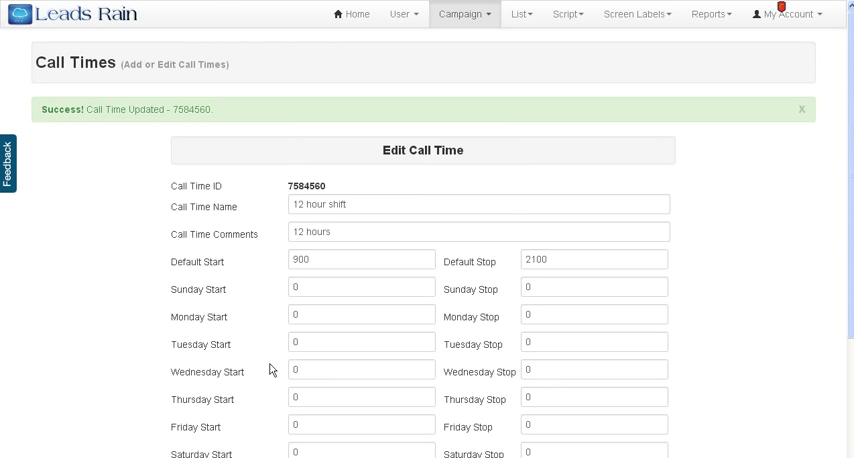 Leads Rain Home User Campaign List Script Screen Labels Reports My Account
Call Times (Add or Edit Call Times)
Success! Call Time Updated - 7584560. X
Feedback
Edit Call Time
Call Time ID 7584560
Call Time Name 12 hour shift
Call Time Comments 12 hours
Default Start 900 Default Stop 2100
Sunday Start 0 Sunday Stop 0
Monday Start 0 Monday Stop 0
Tuesday Start 0 Tuesday Stop 0
Wednesday Start 0 Wednesday Stop 0
Thursday Start 0 Thursday Stop 0
Friday Start 0 Friday Stop 0
Saturday Start 0 Saturday Stop 0